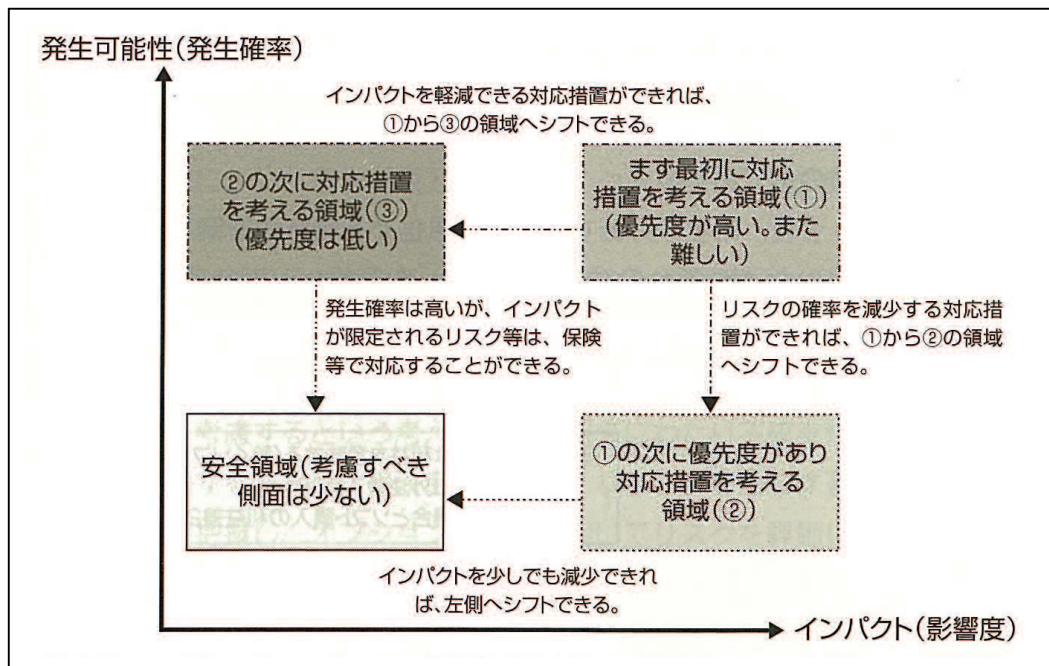 発生可能性（発生確率）
インパクトを軽減できる対応措置ができれば、
①から③の領域へシフトできる。
②の次に対応措置
を考える領域（③）
（優先度は低い）
まず最初に対応
措置を考える領域（①）
（優先度が高い。また
難しい）
発生確率は高いが、インパクト
が限定されるリスク等は、保険
等で対応することができる。
リスクの確率を減少する対応措
置ができれば、①から②の領域
へシフトできる。
安全領域（考慮すべき
側面は少ない）
①の次に優先度があり
対応措置を考える
領域（②）
インパクトを少しでも減少できれ
ば、左側へシフトできる。
インパクト（影響度）